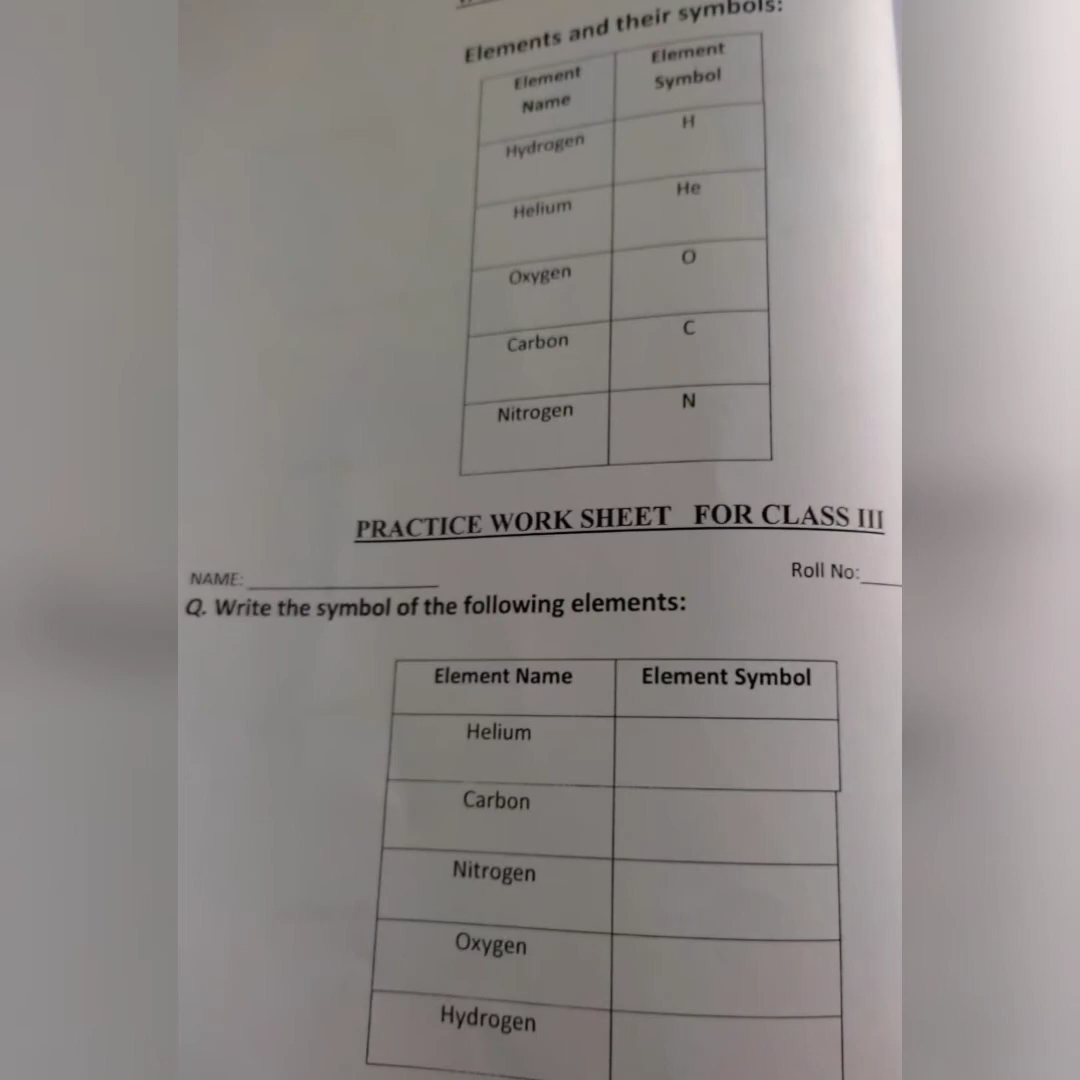 Elements and their symbols:
Element Name Element Symbol
Hydrogen H
Helium He
Oxygen O
Carbon C
Nitrogen N
PRACTICE WORK SHEET FOR CLASS III
NAME: Roll No:
Q. Write the symbol of the following elements:
Element Name Element Symbol
Helium
Carbon
Nitrogen
Oxygen
Hydrogen